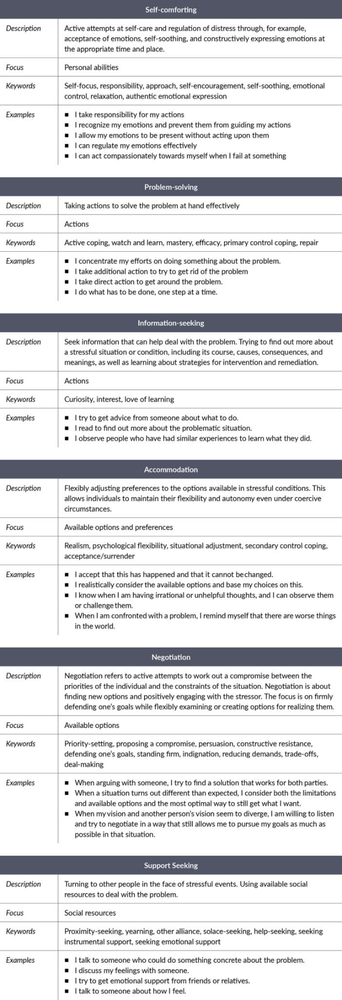 Self-comforting
Description
Active attempts at self-care and regulation of distress through, for example,
acceptance of emotions, self-soothing, and constructively expressing emotions at
the appropriate time and place.
Focus
Personal abilities
Keywords
Self-focus, responsibility, approach, self-encouragement, self-soothing, emotional
control, relaxation, authentic emotional expression
Examples
■ I take responsibility for my actions
■ I recognize my emotions and prevent them from guiding my actions
■ I allow my emotions to be present without acting upon them
■ I can regulate my emotions effectively
■ I can act compassionately towards myself when I fail at something
Problem-solving
Description
Taking actions to solve the problem at hand effectively
Focus
Actions
Keywords
Active coping, watch and learn, mastery, efficacy, primary control coping, repair
Examples
■ I concentrate my efforts on doing something about the problem.
■ I take additional action to try to get rid of the problem
■ I take direct action to get around the problem.
■ I do what has to be done, one step at a time.
Information-seeking
Description
Seek information that can help deal with the problem. Trying to find out more about
a stressful situation or condition, including its course, causes, consequences, and
meanings, as well as learning about strategies for intervention and remediation.
Focus
Actions
Keywords
Curiosity, interest, love of learning
Examples
■ I try to get advice from someone about what to do.
■ I read to find out more about the problematic situation.
■ I observe people who have had similar experiences to learn what they did.
Accommodation
Description
Flexibly adjusting preferences to the options available in stressful conditions. This
allows individuals to maintain their flexibility and autonomy even under coercive
circumstances.
Focus
Available options and preferences
Keywords
Realism, psychological flexibility, situational adjustment, secondary control coping,
acceptance/surrender
Examples
■ I accept that this has happened and that it cannot be changed.
■ I realistically consider the available options and base my choices on this.
■ I know when I am having irrational or unhelpful thoughts, and I can observe them
or challenge them.
■ When I am confronted with a problem, I remind myself that there are worse things
in the world.
Negotiation
Description
Negotiation refers to active attempts to work out a compromise between the
priorities of the individual and the constraints of the situation. Negotiation is about
finding new options and positively engaging with the stressor. The focus is on firmly
defending one's goals while flexibly examining or creating options for realizing them.
Focus
Available options
Keywords
Priority-setting, proposing a compromise, persuasion, constructive resistance,
defending one's goals, standing firm, indignation, reducing demands, trade-offs,
deal-making
Examples
■ When arguing with someone, I try to find a solution that works for both parties.
■ When a situation turns out different than expected, I consider both the limitations
and available options and the most optimal way to still get what I want.
■ When my vision and another person's vision seem to diverge, I am willing to listen
and try to negotiate in a way that still allows me to pursue my goals as much as
possible in that situation.
Support Seeking
Description
Turning to other people in the face of stressful events. Using available social
resources to deal with the problem.
Focus
Social resources
Keywords
Proximity-seeking, yearning, other alliance, solace-seeking, help-seeking, seeking
instrumental support, seeking emotional support
Examples
■ I talk to someone who could do something concrete about the problem.
■ I discuss my feelings with someone.
■ I try to get emotional support from friends or relatives.
■ I talk to someone about how I feel.